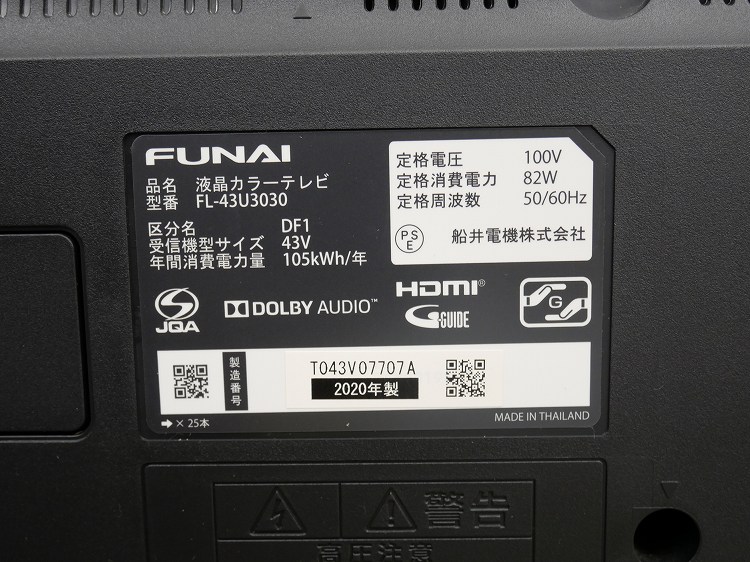 FUNAI
品名 液晶カラーテレビ
型番 FL-43U3030
区分名 DF1
受信機型サイズ 43V
年間消費電力量 105kWh/年
定格電圧 100V
定格消費電力 82W
定格周波数 50/60Hz
PSE 船井電機株式会社
JQA
DOLBY AUDIO™
HDMI®
G-GUIDE
G
製造番号
T043V07707A
2020年製
➡×25本
MADE IN THAILAND
警告
高圧注意